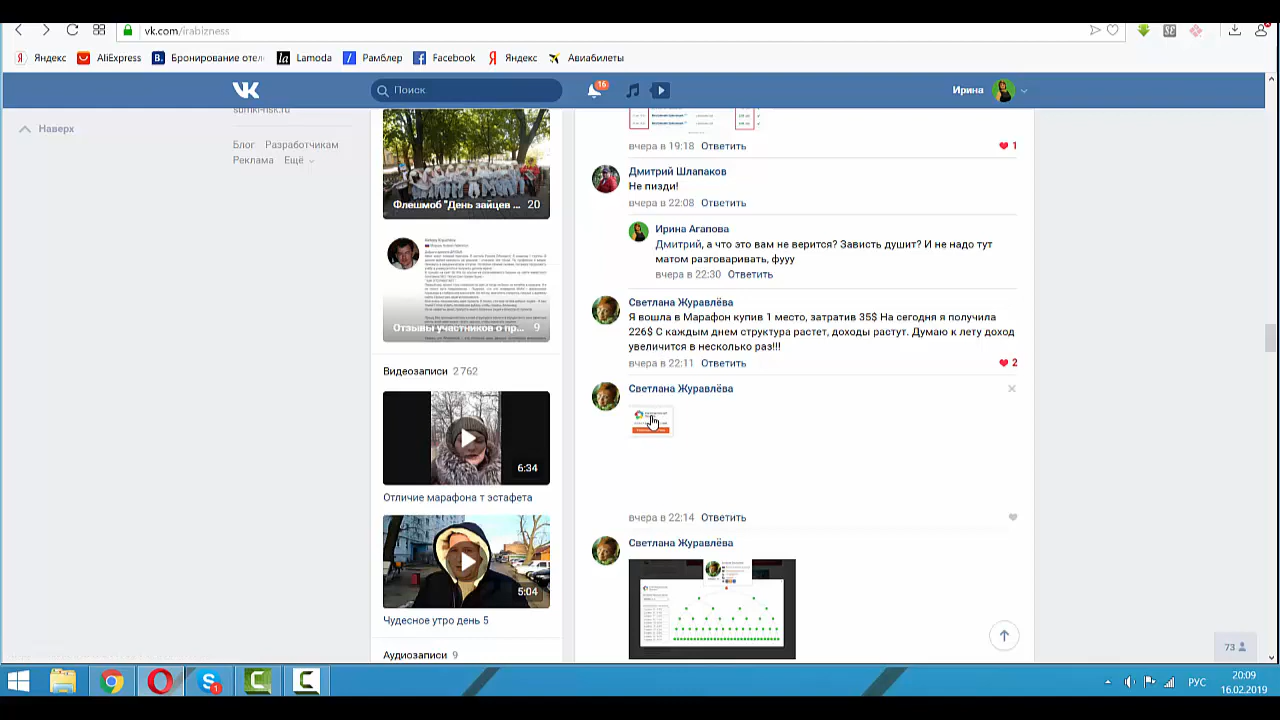 vk.com/irabizness
Яндекс
AliExpress
Бронирование отел
Lamoda
Рамблер
Facebook
Яндекс
Авиабилеты
Поиск
16
Ирина
Наверх
Блог Разработчикам
Реклама Ещё
Флешмоб "День зайцев ... 20
Отзывы участников о пр... 9
Видеозаписи 2 762
6:34
Отличие марафона т эстафета
5:04
Чудесное утро день 5
Аудиозаписи 9
вчера в 19:18 Ответить
1
Дмитрий Шлапаков
Не пизди!
вчера в 22:08 Ответить
Ирина Агапова
Дмитрий, а что это вам не верится? Зависть душит? И не надо тут
матом разговаривать, фууу
вчера в 22:30 Ответить
Светлана Журавлёва
Я вошла в Марафон купив 1 место, затратив 35$ На сегодня я получила
226$ С каждым днем структура растет, доходы растут. Думаю к лету доход
увеличится в несколько раз!!!
вчера в 22:11 Ответить
2
Светлана Журавлёва
вчера в 22:14 Ответить
Светлана Журавлёва
73
1
РУС
20:09
16.02.2019